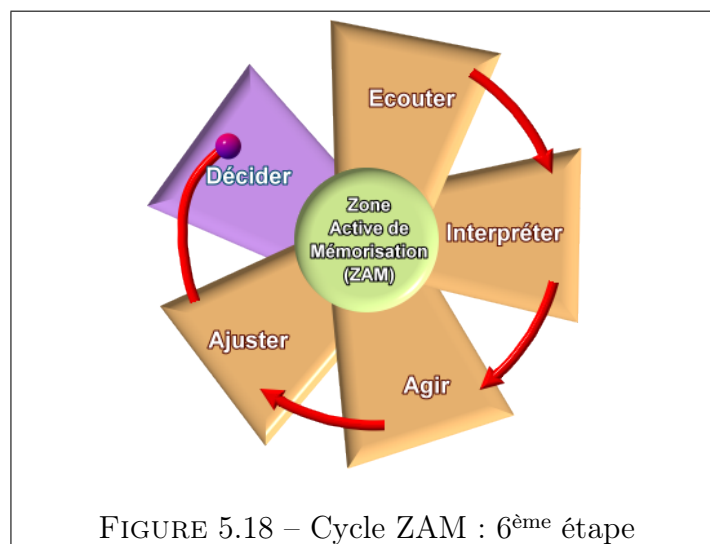 Ecouter
Décider
Zone
Active de
Mémorisation
(ZAM)
Interpréter
Ajuster
Agir
FIGURE 5.18 – Cycle ZAM : 6ème étape